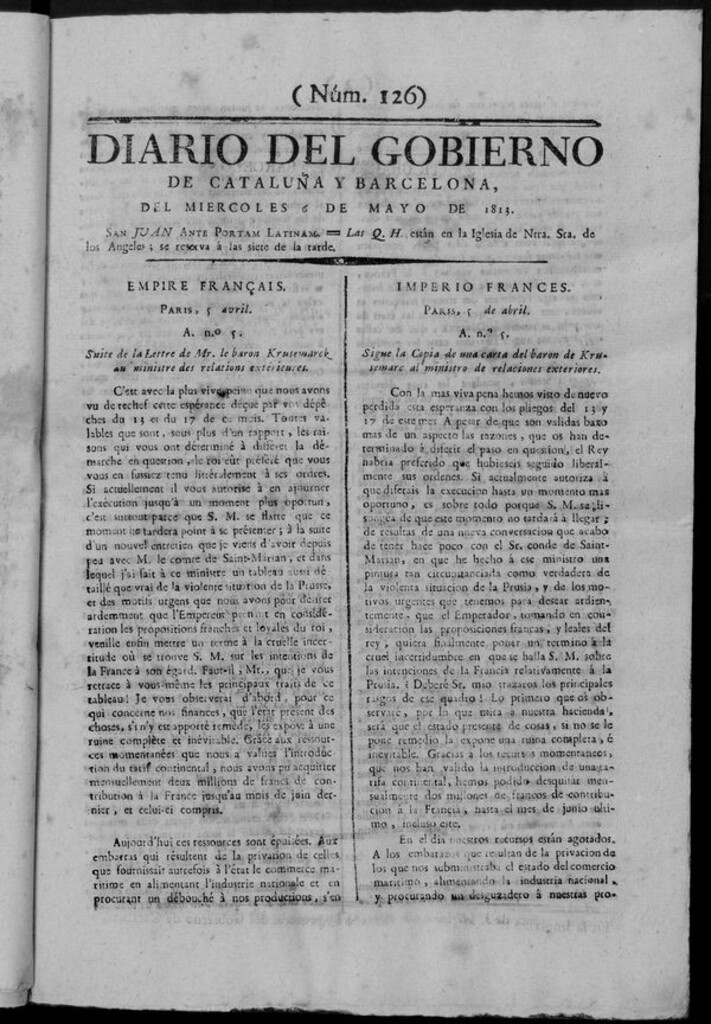 ( Núm. 126)
DIARIO DEL GOBIERNO
DE CATALUÑA Y BARCELONA,
DEL MIERCOLES 6 DE MAYO DE 1813.
SAN JUAN ANTE PORTAM LATINAM. = Las Q. H. están en la Iglesia de Ntra. Sra. de
los Angeles; se reserva á las siete de la tarde.
EMPIRE FRANÇAIS.
PARIS, 5 avril.
A. n.o 5.
Suite de la Lettre de Mr. le baron Krusemarck
au ministre des relations extérieures.
C'est avec la plus vive peine que nous avons
vu de rechef cette espérance déçue par vos dépê-
ches du 13 et du 17 de ce mois. Toutes va-
lables que sont, sous plus d'un rapport, les rai-
sons qui vous ont déterminé à différer la dé-
marche en question, le roi eût préféré que vous
vous en fussiez tenu littéralement à ses ordres.
Si actuellement il vous autorise à en ajourner
l'exécution jusqu'à un moment plus oportun,
c'est surtout parce que S. M. se flatte que ce
moment ne tardera point à se présenter; à la suite
d'un nouvel entretien que je viens d'avoir depuis
peu avec M. le comte de Saint-Marsan, et dans
lequel j'ai fait à ce ministre un tableau aussi dé-
taillé que vrai de la violente situation de la Prusse,
et des motifs urgens que nous avons pour désirer
ardemment que l'Empereur prenant en considé-
ration les propositions franches et loyales du roi,
veuille enfin mettre un terme à la cruelle incer-
titude où se trouve S. M. sur les intentions de
la France à son égard. Faut-il, Mr., que je vous
retrace à vous-même les principaux traits de ce
tableau! Je vous observerai d'abord, pour ce
qui concerne nos finances, que l'état présent des
choses, s'i n'y est apporté remède, les expose à une
ruine complète et inévitable. Grâce aux ressour-
ces momentanées que nous a valües l'introduc-
tion du tarif continental, nous avons pu acquitter
mensuellement deux millions de francs de con-
tribution à la France jusqu'au mois de juin der-
nier, et celui-ci compris.
Aujourd'hui ces ressources sont épuisées. Aux
embarras qui résultent de la privation de celles
que fournissait autrefois à l'état le commerce ma-
ritime en alimentant l'industrie nationale et en
procurant un débouché à nos productions, s'en
IMPERIO FRANCES.
PARIS, 5 de abril.
A. n.º 5.
Sigue la Copia de una carta del baron de Kru-
semarc al ministro de relaciones exteriores.
Con la mas viva pena hemos visto de nuevo
perdida esta esperanza con los pliegos del 13 y
17 de este mes A pesar de que son validas baxo
mas de un aspecto las razones, que os han de-
terminado à diferir el paso en question, el Rey
habria preferido que hubieseis seguido literal-
mente sus ordenes. Si actualmente autoriza á
que diferais la execucion hasta un momento mas
oportuno, es sobre todo porque S. M. se li-
songea de que este momento no tardará á llegar;
de resultas de una nueva conversacion que acabo
de tener hace poco con el Sr. conde de Saint-
Marsan, en que he hecho á ese ministro una
pintura tan circunstanciada como verdadera de
la violenta situacion de la Prusia, y de los mo-
tivos urgentes que tenemos para desear ardien-
temente, que el Emperador, tomando en con-
sideracion las proposiciones francas, y leales del
rey, quiera finalmente poner un termino á la
cruel incertidumbre en que se halla S. M. sobre
las intenciones de la Francia relativamente á la
Prusia. ¡ Deberé Sr. mio trazaros los principales
rasgos de ese quadro! Lo primero que os ob-
servaré, por lo que mira á nuestra hacienda,
será que el estado presente de cosas, si no se le
pone remedio la expone una ruina completa, é
inevitable. Gracias a los recursos momentaneos,
que nos han valido la introduccion de una ta-
rifa continental, hemos podido desquitar men-
sualmente dos millones de francos de contribu-
cion á la Francia, hasta el mes de junio ulti-
mo, incluso este.
En el dia nuestros recursos están agotados.
A los embarazos que resultan de la privacion de
los que nos subministraba el estado del comercio
maritimo, alimentando la industria nacional,
y procurando un desguazadero á nuestras pro-